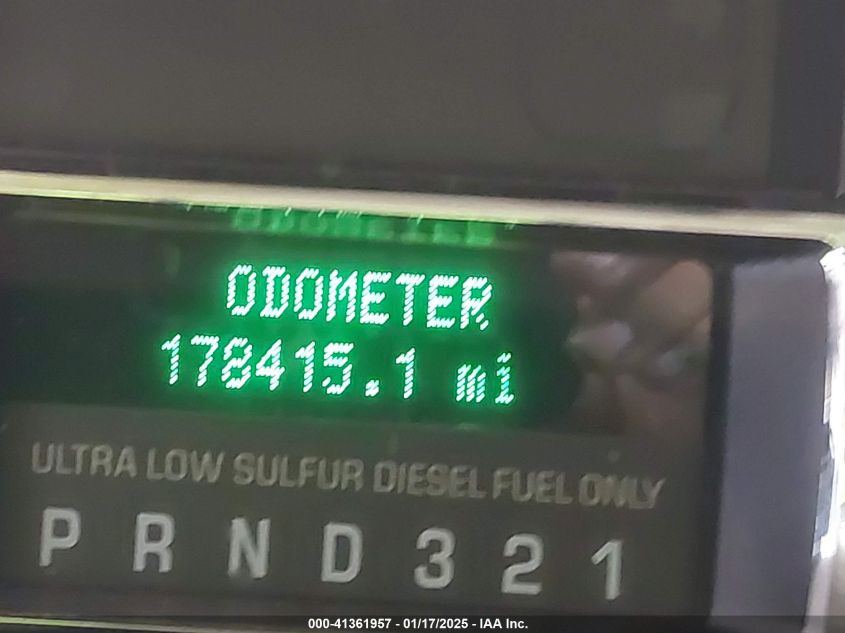 ODOMETER
178415.1 mi
ULTRA LOW SULFUR DIESEL FUEL ONLY
P R N D 3 2 1
000-41361957 - 01/17/2025 - IAA Inc.